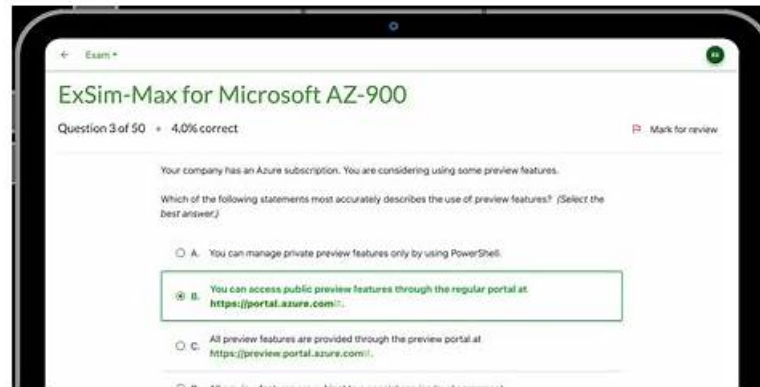 Exam
ExSim-Max for Microsoft AZ-900
Question 3 of 50 • 4.0% correct
Mark for review
Your company has an Azure subscription. You are considering using some preview features.
Which of the following statements most accurately describes the use of preview features? (Select the
best answer.)
A. You can manage private preview features only by using PowerShell.
B. You can access public preview features through the regular portal at
https://portal.azure.com.
C. All preview features are provided through the preview portal at
https://preview.portal.azure.com.